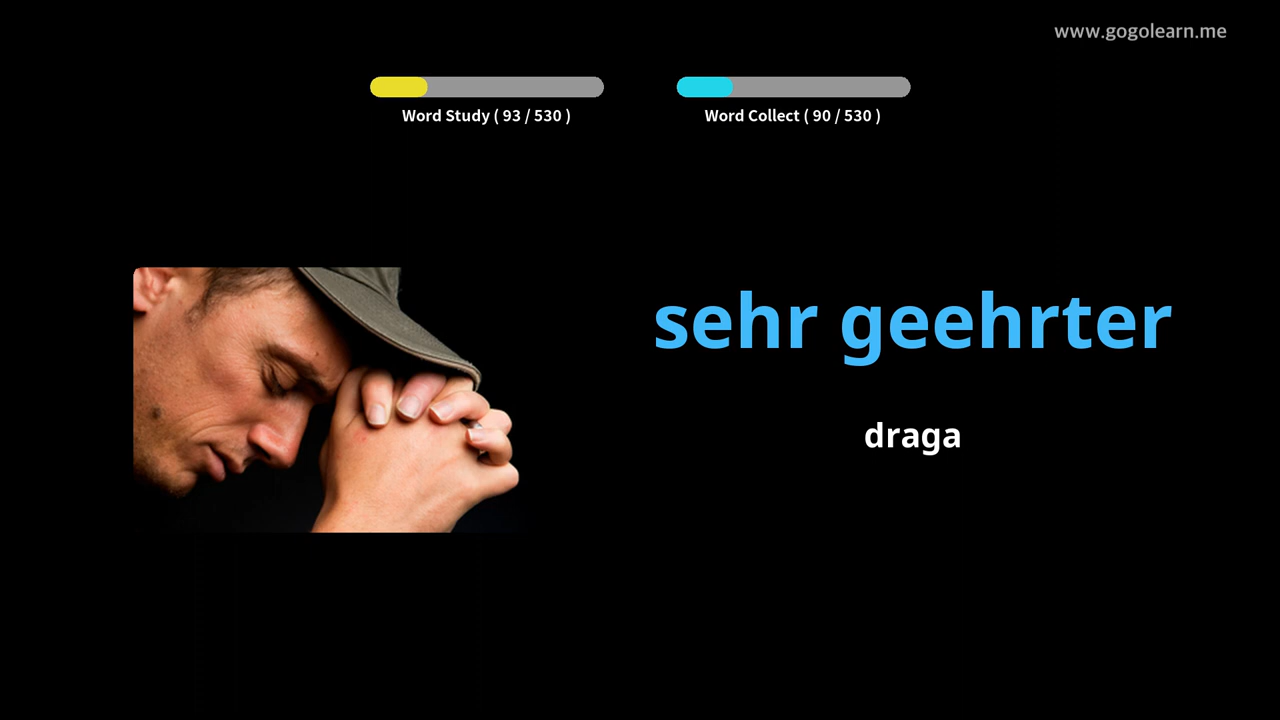 www.gogolearn.me
Word Study ( 93 / 530 )
Word Collect ( 90 / 530 )
sehr geehrter
draga